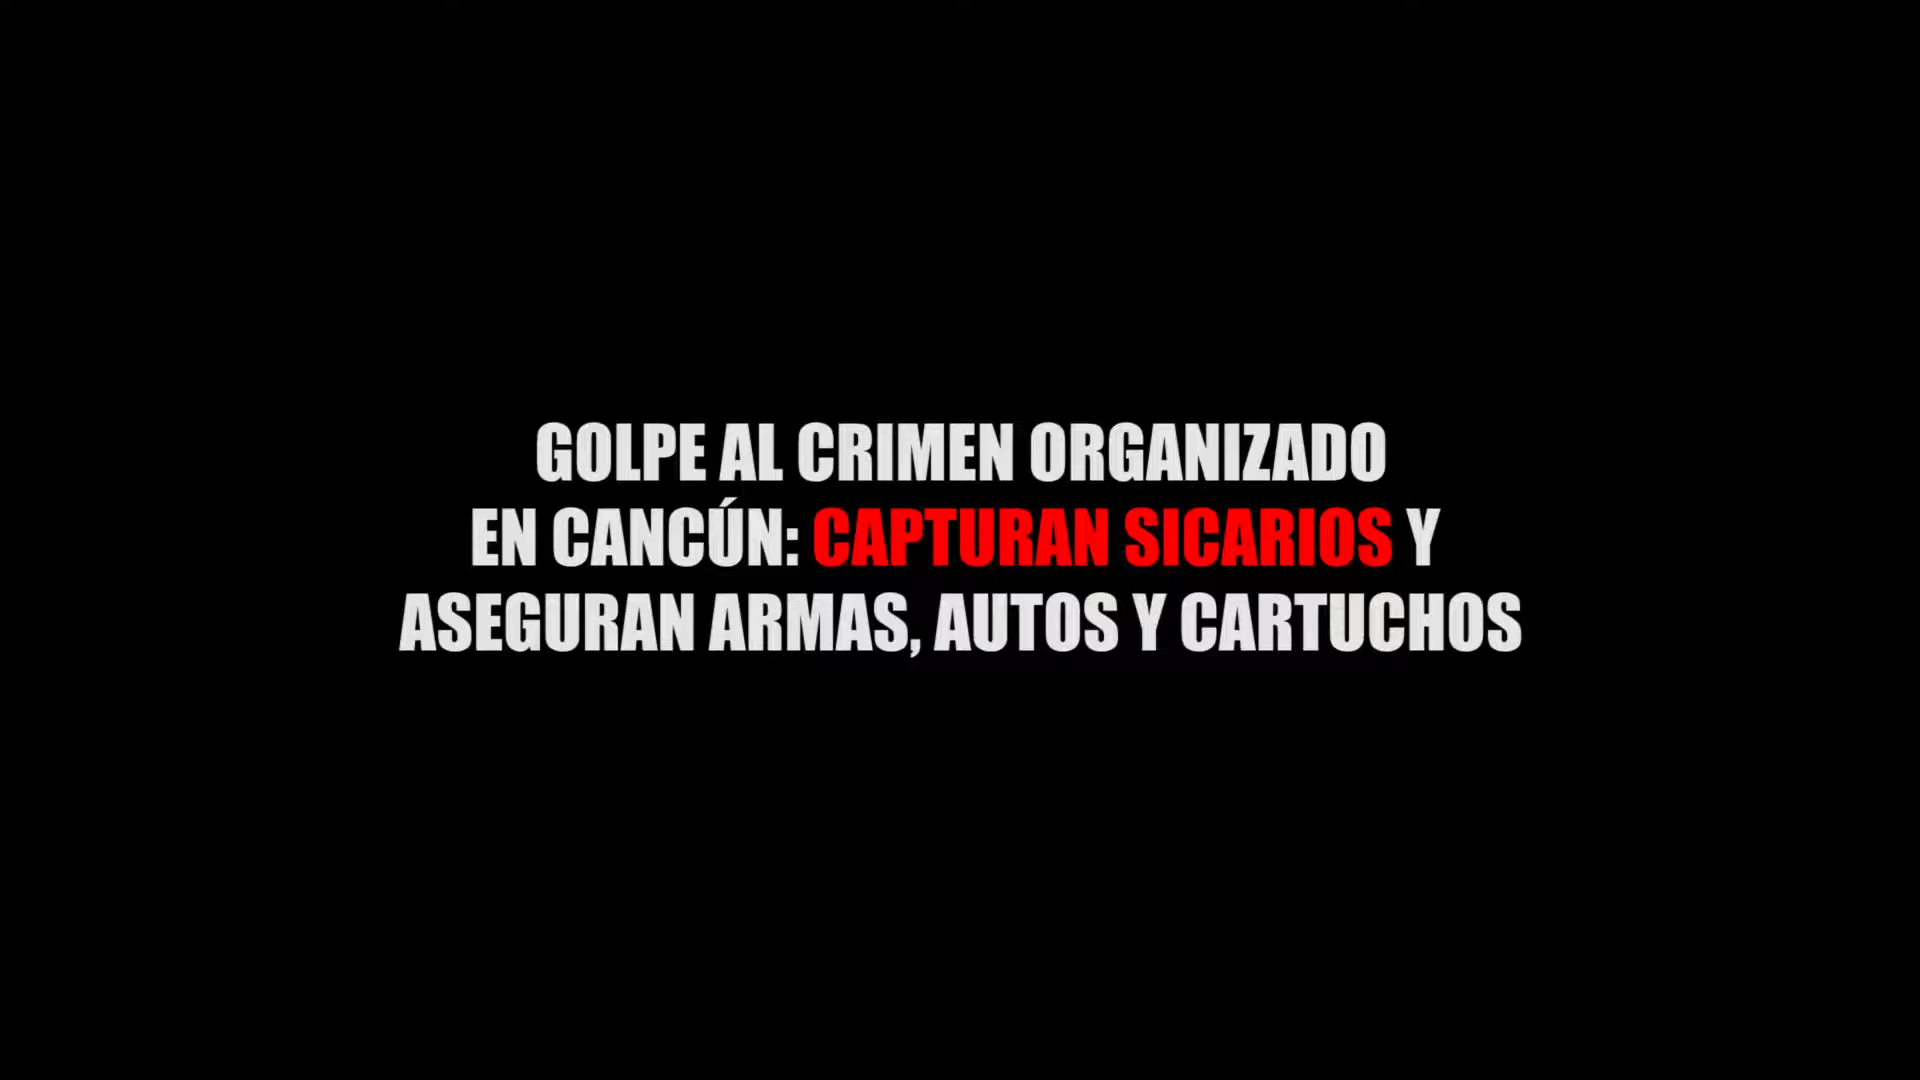 GOLPE AL CRIMEN ORGANIZADO
EN CANCÚN: CAPTURAN SICARIOS Y
ASEGURAN ARMAS, AUTOS Y CARTUCHOS